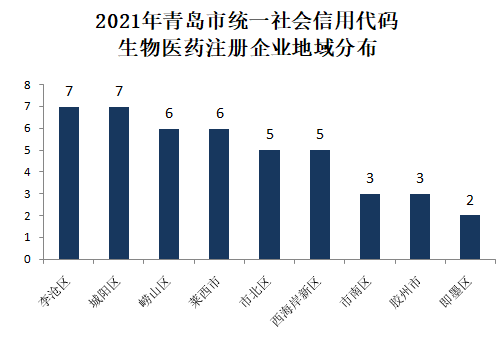 2021年青岛市统一社会信用代码
生物医药注册企业地域分布
8
7
6
5
4
3
2
1
0
7
7
6
6
5
5
3
3
2
李沧区
城阳区
崂山区
莱西市
市北区
西海岸新区
市南区
胶州市
即墨区